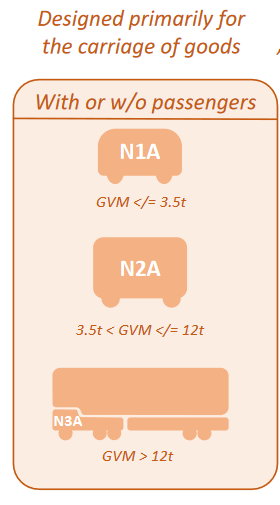 Designed primarily for
the carriage of goods
With or w/o passengers
N1A
GVM </= 3.5t
N2A
3.5t < GVM </= 12t
N3A
GVM > 12t